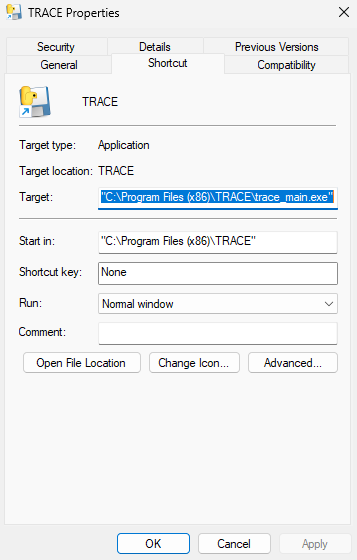 TRACE Properties
Security Details Previous Versions
General Shortcut Compatibility
TRACE
Target type: Application
Target location: TRACE
Target: "C:\Program Files (x86)\TRACE\trace_main.exe"
Start in: "C:\Program Files (x86)\TRACE"
Shortcut key: None
Run: Normal window
Comment:
Open File Location Change Icon... Advanced...
OK Cancel Apply